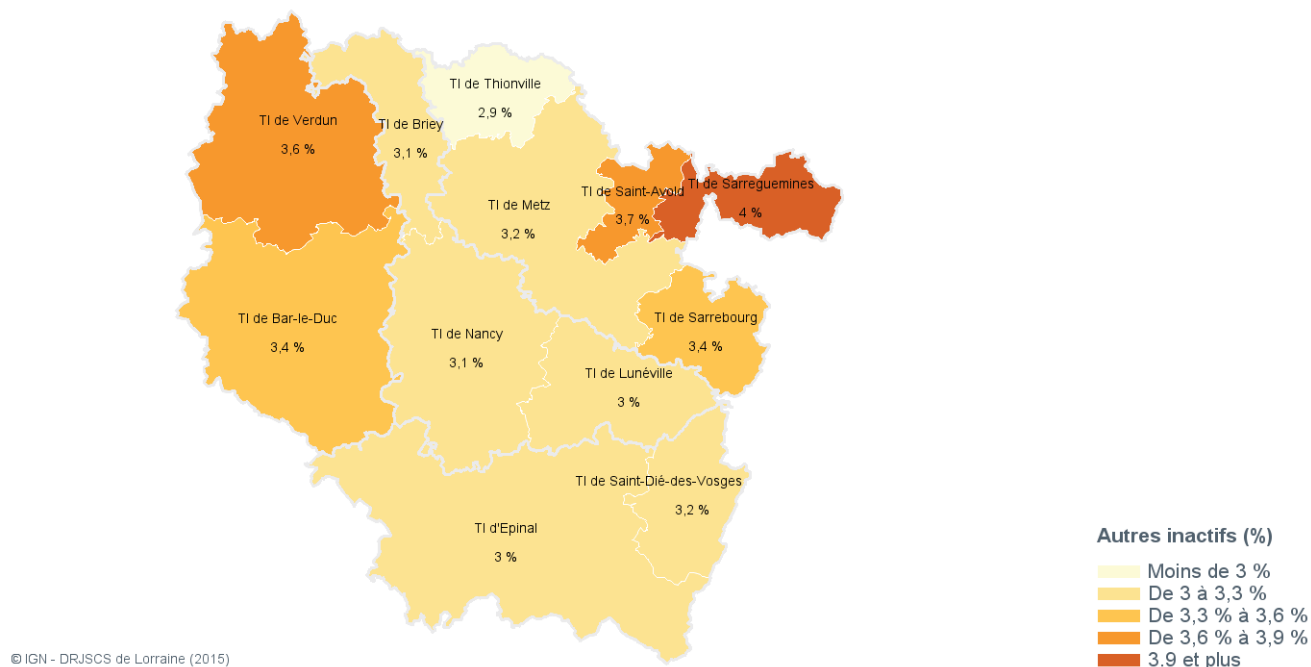 TI de Thionville
2,9 %
TI de Verdun
3,6 %
TI de Briey
3,1 %
TI de Saint-Avold
3,7 %
TI de Sarreguemines
4 %
TI de Metz
3,2 %
TI de Bar-le-Duc
3,4 %
TI de Nancy
3,1 %
TI de Sarrebourg
3,4 %
TI de Lunéville
3 %
TI de Saint-Dié-des-Vosges
3,2 %
TI d'Epinal
3 %
Autres inactifs (%)
Moins de 3 %
De 3 à 3,3 %
De 3,3 % à 3,6 %
De 3,6 % à 3,9 %
3,9 et plus
© IGN - DRJSCS de Lorraine (2015)